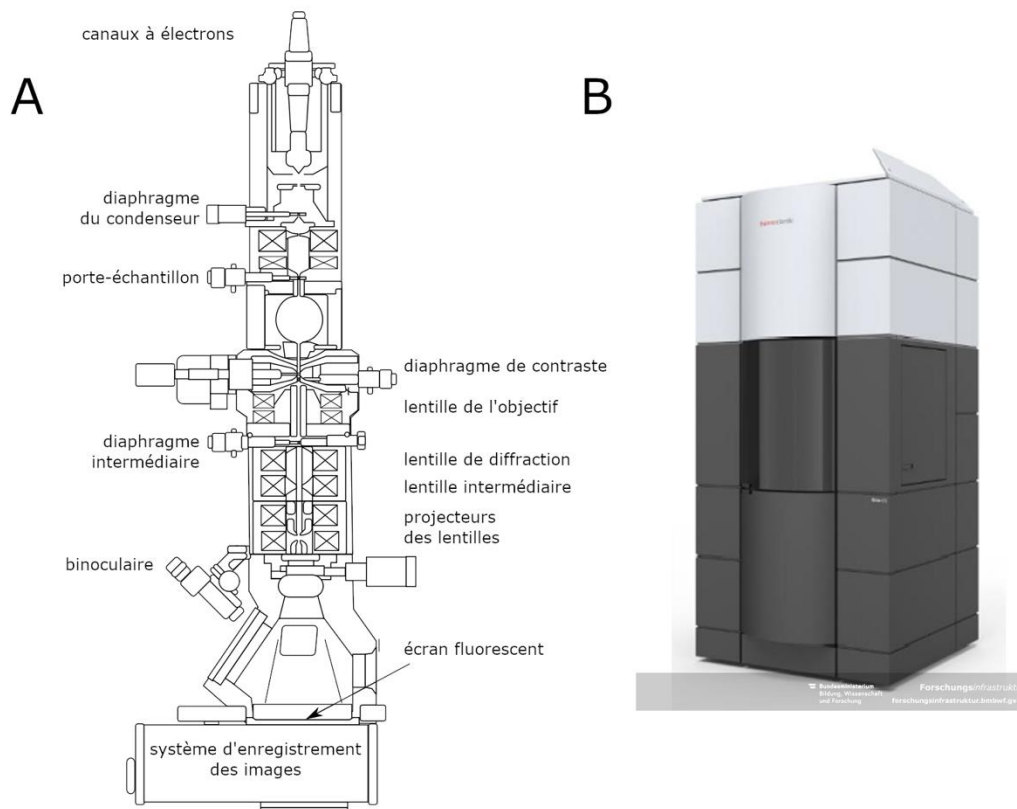 canaux à électrons
A
B
diaphragme
du condenseur
porte-échantillon
diaphragme de contraste
lentille de l'objectif
diaphragme
intermédiaire
lentille de diffraction
lentille intermédiaire
projecteurs
des lentilles
binoculaire
écran fluorescent
système d'enregistrement
des images
Bundesministerium
Bildung, Wissenschaft
und Forschung
Forschungsinfrastrukt
forschungsinfrastruktur.bmbwf.gv